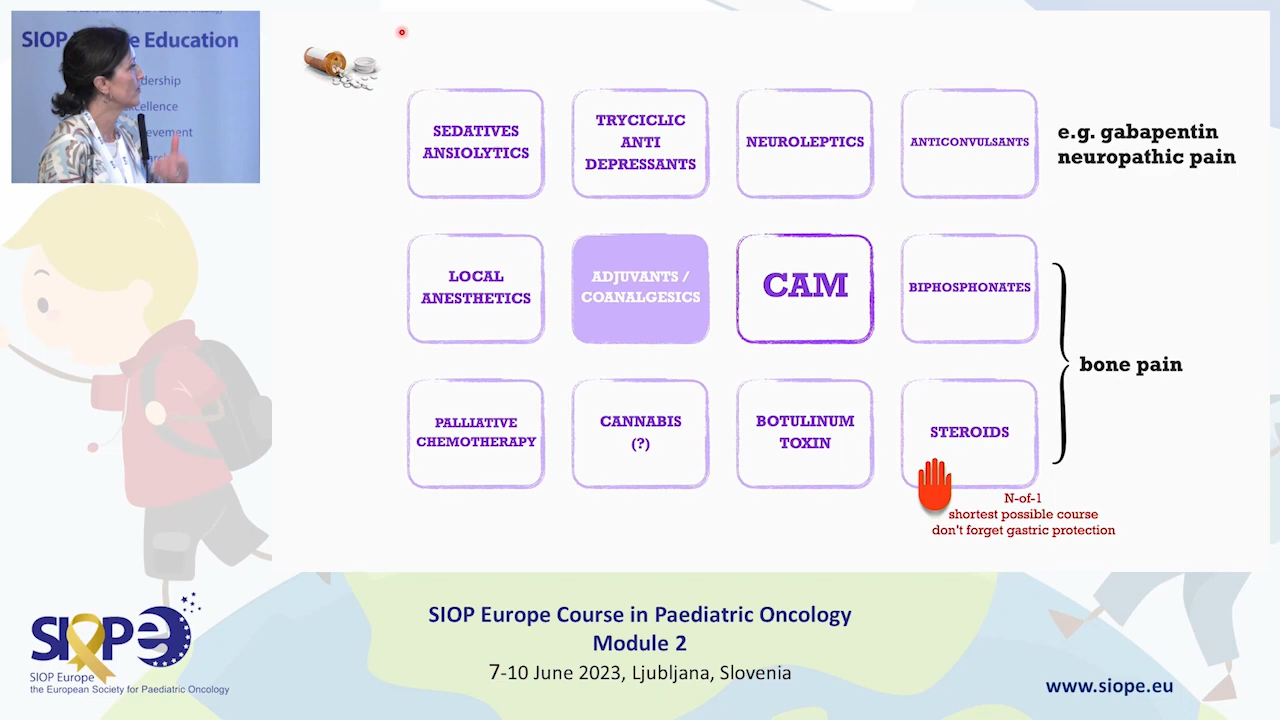 SIOP Europe Education
SEDATIVES
ANSIOLYTICS
TRYCICLIC
ANTI
DEPRESSANTS
NEUROLEPTICS
ANTICONVULSANTS
e.g. gabapentin
neuropathic pain
LOCAL
ANESTHETICS
ADJUVANTS /
COANALGESICS
CAM
BIPHOSPHONATES
bone pain
PALLIATIVE
CHEMOTHERAPY
CANNABIS
(?)
BOTULINUM
TOXIN
STEROIDS
N-of-1
shortest possible course
don't forget gastric protection
SIOP Europe Course in Paediatric Oncology
Module 2
7-10 June 2023, Ljubljana, Slovenia
SIOPe
SIOP Europe
the European Society for Paediatric Oncology
www.siope.eu